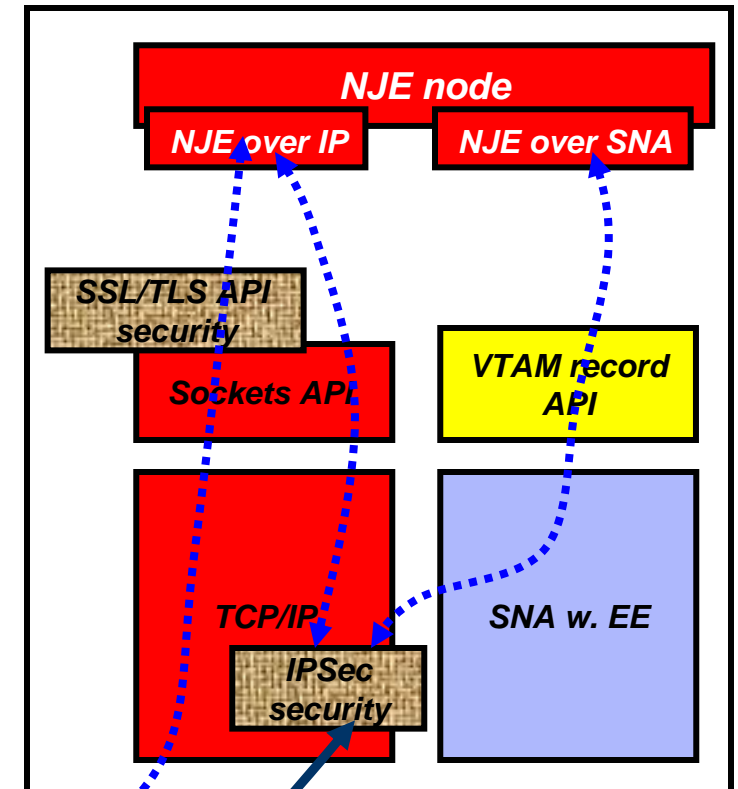 NJE node
NJE over IP
NJE over SNA
SSL/TLS API
security
Sockets API
VTAM record
API
TCP/IP
SNA w. EE
IPSec
security